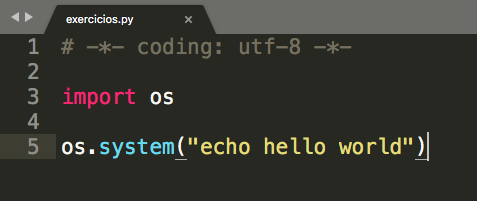 exercicios.py
1 # -*- coding: utf-8 -*-
2
3 import os
4
5 os.system("echo hello world")